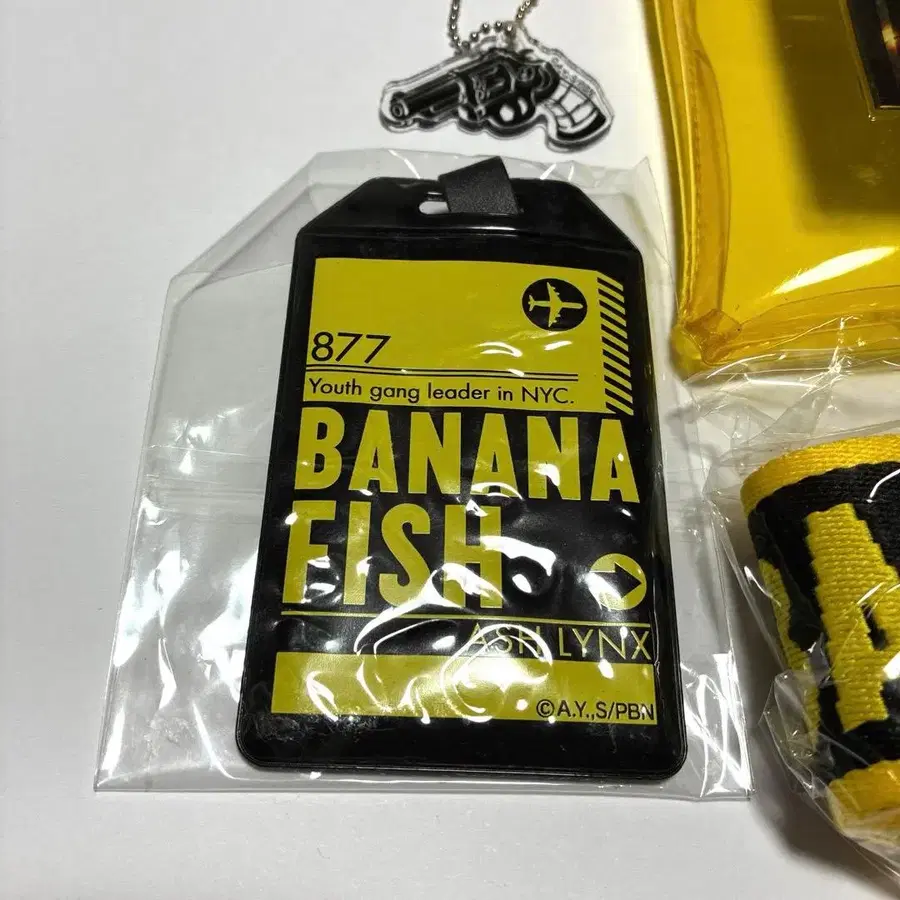 877
Youth gang leader in NYC.
BANANA
FISH
ASH LYNX
©A.Y.,S/PBN
A